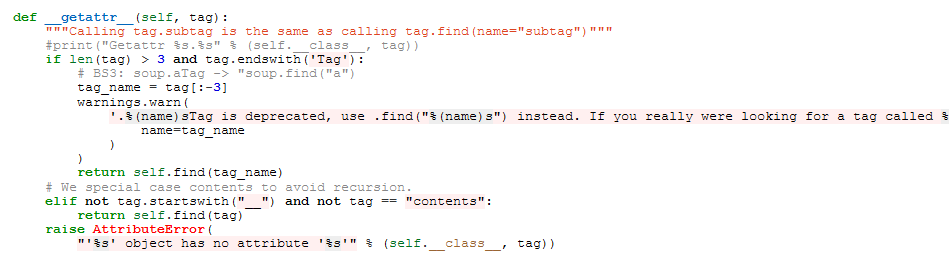 def __getattr__(self, tag):
"""Calling tag.subtag is the same as calling tag.find(name="subtag")"""
#print("Getattr %s.%s" % (self.__class__, tag))
if len(tag) > 3 and tag.endswith('Tag'):
# BS3: soup.aTag -> "soup.find("a")
tag_name = tag[:-3]
warnings.warn(
'.%(name)sTag is deprecated, use .find("%(name)s") instead. If you really were looking for a tag called %
name=tag_name
)
)
return self.find(tag_name)
# We special case contents to avoid recursion.
elif not tag.startswith("__") and not tag == "contents":
return self.find(tag)
raise AttributeError(
"'%s' object has no attribute '%s'" % (self.__class__, tag))